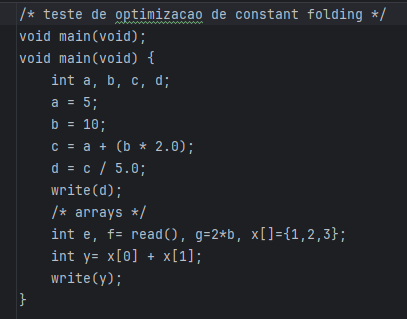 /* teste de optimizacao de constant folding */
void main(void);
void main(void) {
    int a, b, c, d;
    a = 5;
    b = 10;
    c = a + (b * 2.0);
    d = c / 5.0;
    write(d);
    /* arrays */
    int e, f= read(), g=2*b, x[]={1,2,3};
    int y= x[0] + x[1];
    write(y);
}